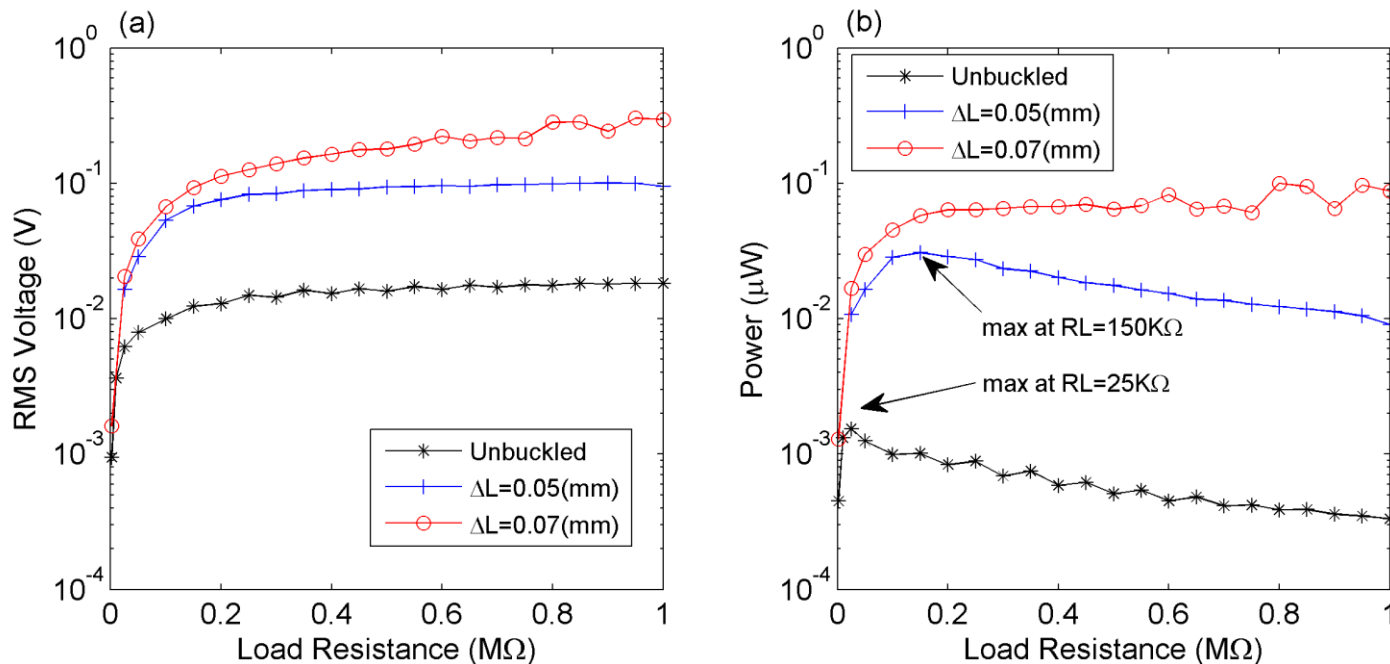 (a)
10^0
10^-1
10^-2
10^-3
10^-4
RMS Voltage (V)
Unbuckled
ΔL=0.05(mm)
ΔL=0.07(mm)
0 0.2 0.4 0.6 0.8 1
Load Resistance (MΩ)
(b)
10^0
10^-1
10^-2
10^-3
10^-4
Power (μW)
Unbuckled
ΔL=0.05(mm)
ΔL=0.07(mm)
max at RL=150KΩ
max at RL=25KΩ
0 0.2 0.4 0.6 0.8 1
Load Resistance (MΩ)